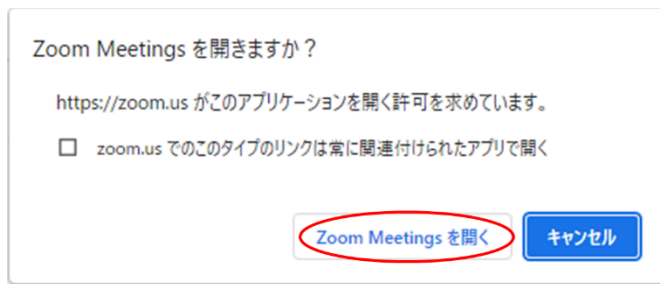 Zoom Meetings を開きますか？
https://zoom.us がこのアプリケーションを開く許可を求めています。
zoom.us でのこのタイプのリンクは常に関連付けられたアプリで開く
Zoom Meetings を開く
キャンセル